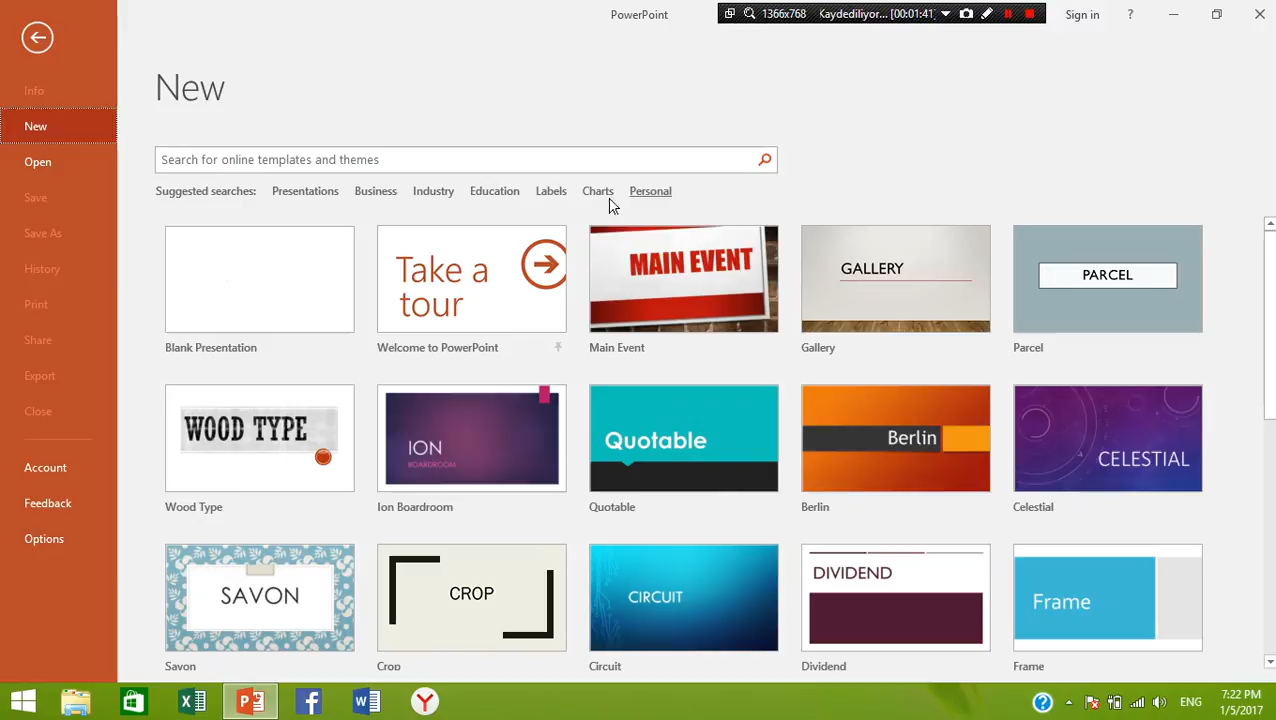 PowerPoint
1366x768 Kaydediliyor... [00:01:41]
Sign in ?
Info
New
Open
Save
Save As
History
Print
Share
Export
Close
Account
Feedback
Options
New
Search for online templates and themes
Suggested searches: Presentations Business Industry Education Labels Charts Personal
Take a
tour
MAIN EVENT
GALLERY
PARCEL
Blank Presentation Welcome to PowerPoint Main Event Gallery Parcel
WOOD TYPE
ION
BOARDROOM
Quotable
Berlin
CELESTIAL
Wood Type Ion Boardroom Quotable Berlin Celestial
SAVON
CROP
CIRCUIT
DIVIDEND
Frame
Savon Crop Circuit Dividend Frame
ENG
7:22 PM
1/5/2017